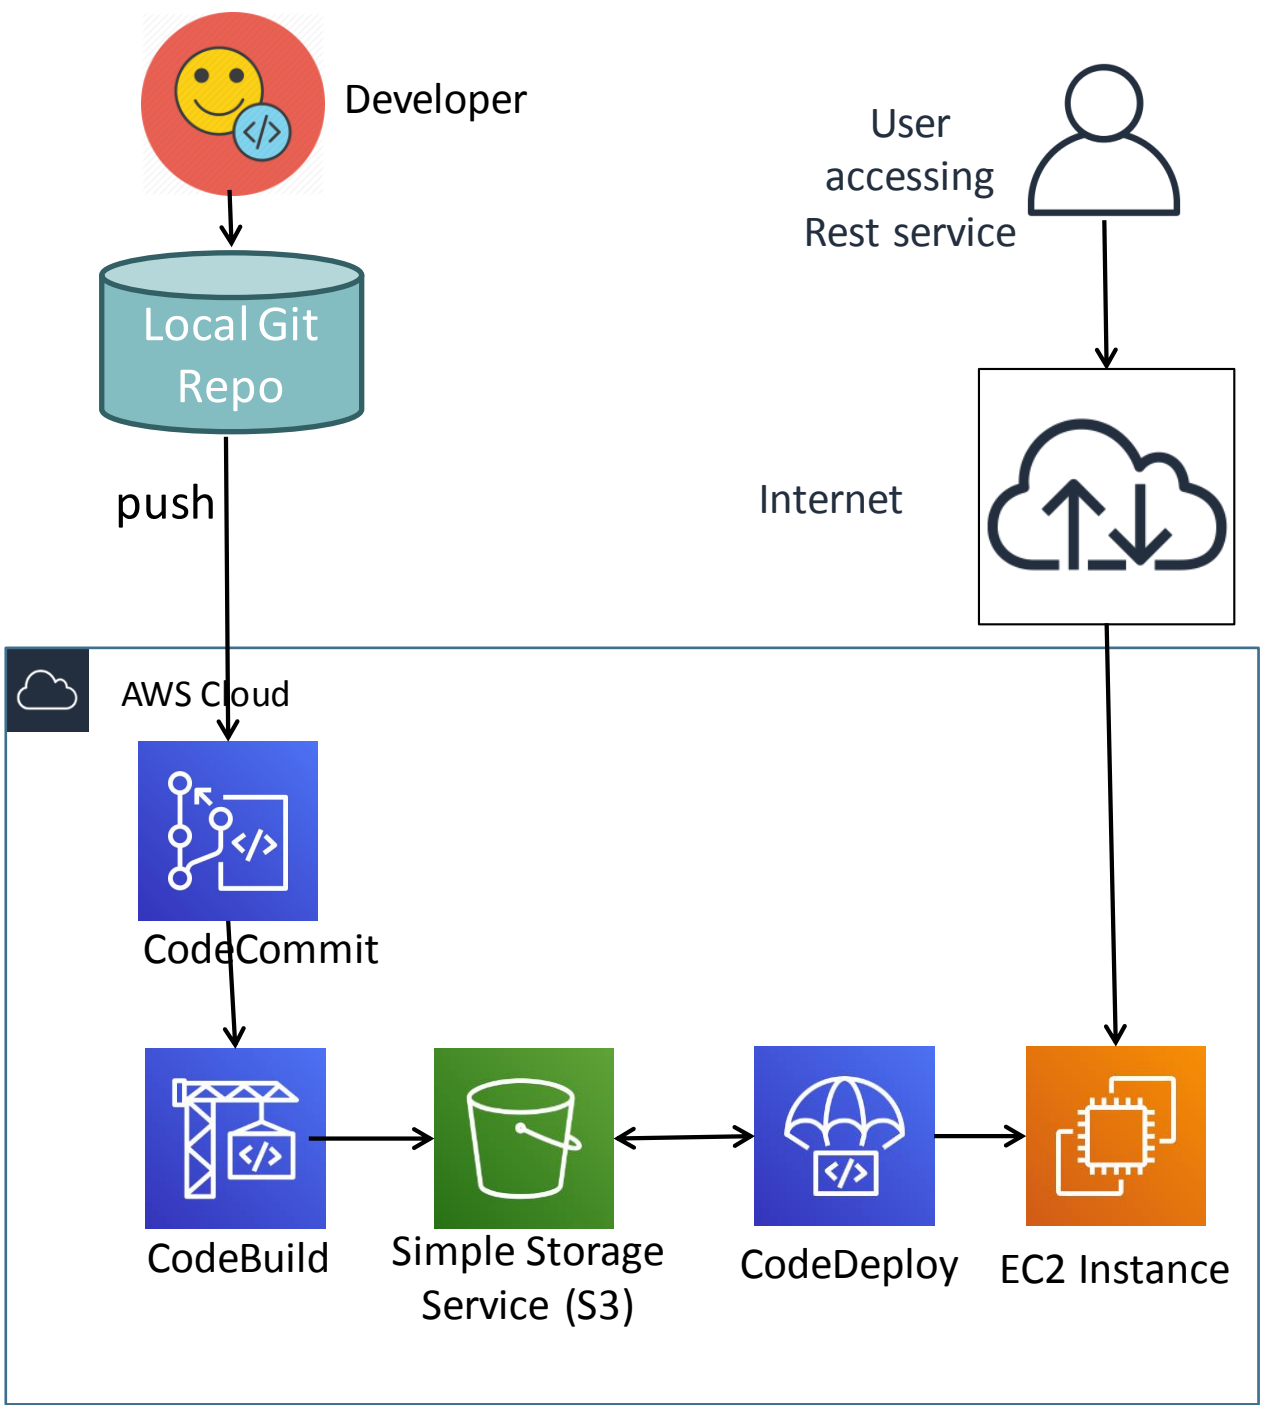 Developer
User
accessing
Rest service
Local Git
Repo
push
Internet
AWS Cloud
</>
CodeCommit
</>
</>
CodeBuild
Simple Storage
Service (S3)
CodeDeploy
EC2 Instance